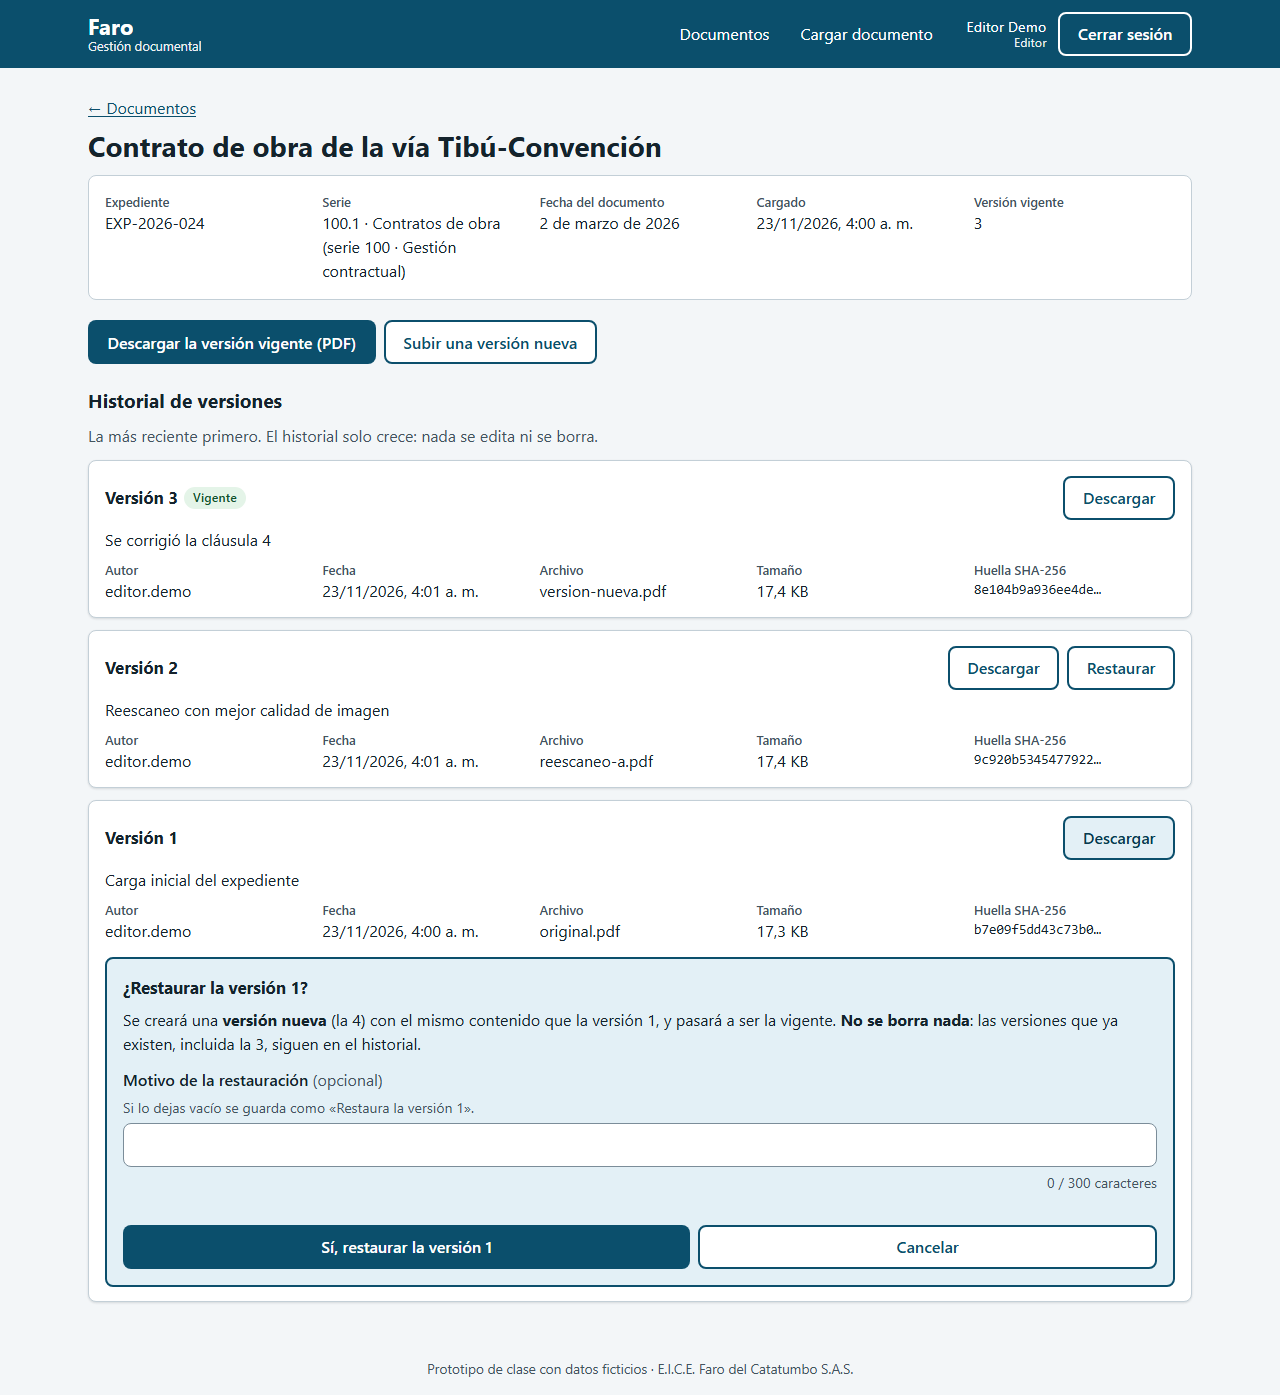 Faro
Gestión documental
Documentos
Cargar documento
Editor Demo
Editor
Cerrar sesión
← Documentos
Contrato de obra de la vía Tibú-Convención
Expediente
EXP-2026-024
Serie
100.1 · Contratos de obra
(serie 100 · Gestión
contractual)
Fecha del documento
2 de marzo de 2026
Cargado
23/11/2026, 4:00 a. m.
Versión vigente
3
Descargar la versión vigente (PDF)
Subir una versión nueva
Historial de versiones
La más reciente primero. El historial solo crece: nada se edita ni se borra.
Versión 3
Vigente
Descargar
Se corrigió la cláusula 4
Autor
editor.demo
Fecha
23/11/2026, 4:01 a. m.
Archivo
version-nueva.pdf
Tamaño
17,4 KB
Huella SHA-256
8e104b9a936ee4de…
Versión 2
Descargar
Restaurar
Reescaneo con mejor calidad de imagen
Autor
editor.demo
Fecha
23/11/2026, 4:01 a. m.
Archivo
reescaneo-a.pdf
Tamaño
17,4 KB
Huella SHA-256
9c920b5345477922…
Versión 1
Descargar
Carga inicial del expediente
Autor
editor.demo
Fecha
23/11/2026, 4:00 a. m.
Archivo
original.pdf
Tamaño
17,3 KB
Huella SHA-256
b7e09f5dd43c73b0…
¿Restaurar la versión 1?
Se creará una versión nueva (la 4) con el mismo contenido que la versión 1, y pasará a ser la vigente. No se borra nada: las versiones que ya
existen, incluida la 3, siguen en el historial.
Motivo de la restauración (opcional)
Si lo dejas vacío se guarda como «Restaura la versión 1».
0 / 300 caracteres
Sí, restaurar la versión 1
Cancelar
Prototipo de clase con datos ficticios · E.I.C.E. Faro del Catatumbo S.A.S.